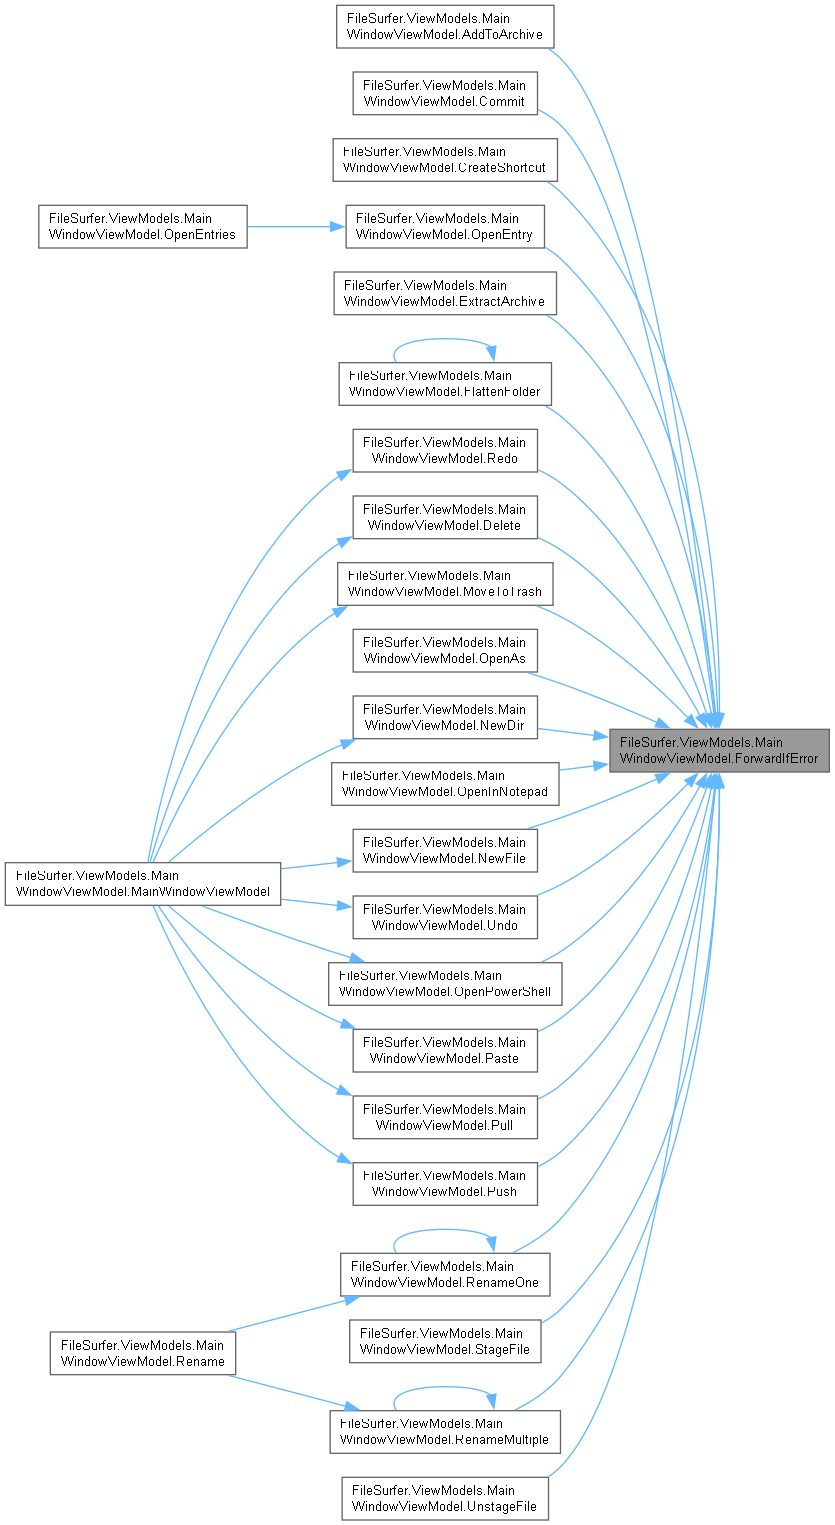 FileSurfer.ViewModels.Main
WindowViewModel.AddToArchive
FileSurfer.ViewModels.Main
WindowViewModel.Commit
FileSurfer.ViewModels.Main
WindowViewModel.CreateShortcut
FileSurfer.ViewModels.Main
WindowViewModel.OpenEntries
FileSurfer.ViewModels.Main
WindowViewModel.OpenEntry
FileSurfer.ViewModels.Main
WindowViewModel.ExtractArchive
FileSurfer.ViewModels.Main
WindowViewModel.FlattenFolder
FileSurfer.ViewModels.Main
WindowViewModel.Redo
FileSurfer.ViewModels.Main
WindowViewModel.Delete
FileSurfer.ViewModels.Main
WindowViewModel.MoveToTrash
FileSurfer.ViewModels.Main
WindowViewModel.OpenAs
FileSurfer.ViewModels.Main
WindowViewModel.NewDir
FileSurfer.ViewModels.Main
WindowViewModel.ForwardIfError
FileSurfer.ViewModels.Main
WindowViewModel.OpenInNotepad
FileSurfer.ViewModels.Main
WindowViewModel.NewFile
FileSurfer.ViewModels.Main
WindowViewModel.MainWindowViewModel
FileSurfer.ViewModels.Main
WindowViewModel.Undo
FileSurfer.ViewModels.Main
WindowViewModel.OpenPowerShell
FileSurfer.ViewModels.Main
WindowViewModel.Paste
FileSurfer.ViewModels.Main
WindowViewModel.Pull
FileSurfer.ViewModels.Main
WindowViewModel.Push
FileSurfer.ViewModels.Main
WindowViewModel.RenameOne
FileSurfer.ViewModels.Main
WindowViewModel.StageFile
FileSurfer.ViewModels.Main
WindowViewModel.Rename
FileSurfer.ViewModels.Main
WindowViewModel.RenameMultiple
FileSurfer.ViewModels.Main
WindowViewModel.UnstageFile